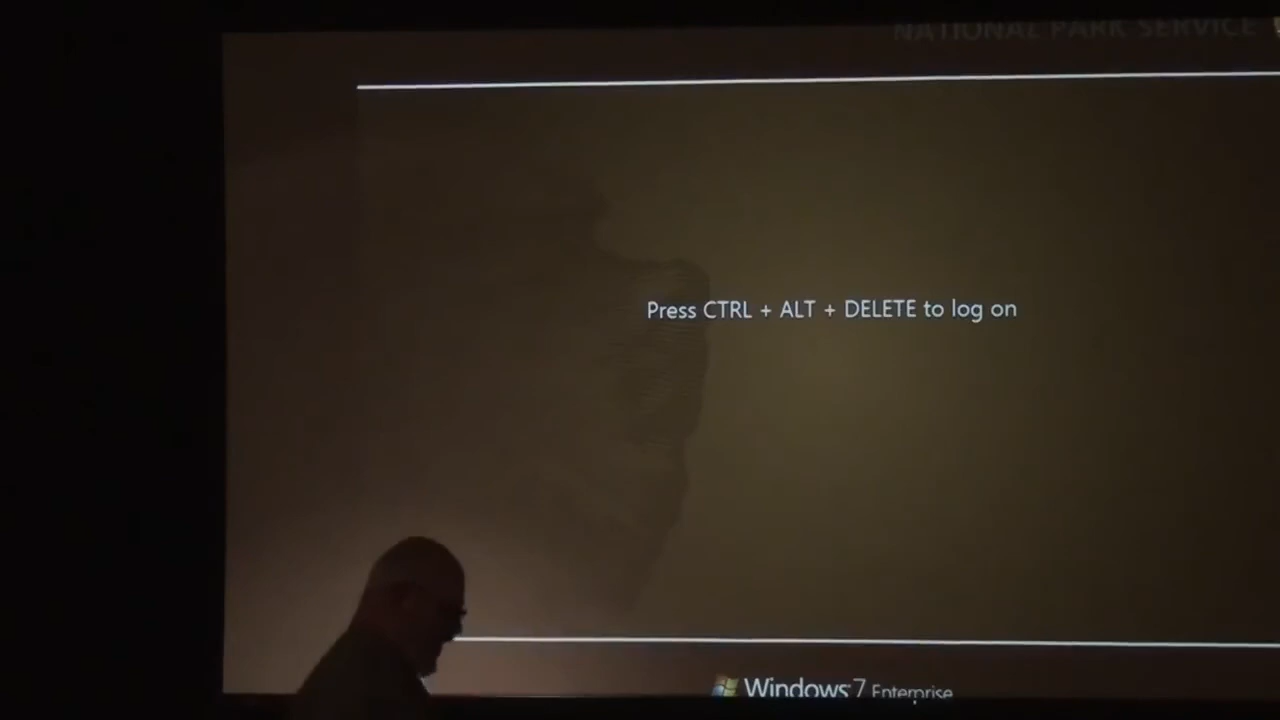 NATIONAL PARK SERVICE
Press CTRL + ALT + DELETE to log on
Windows 7 Enterprise